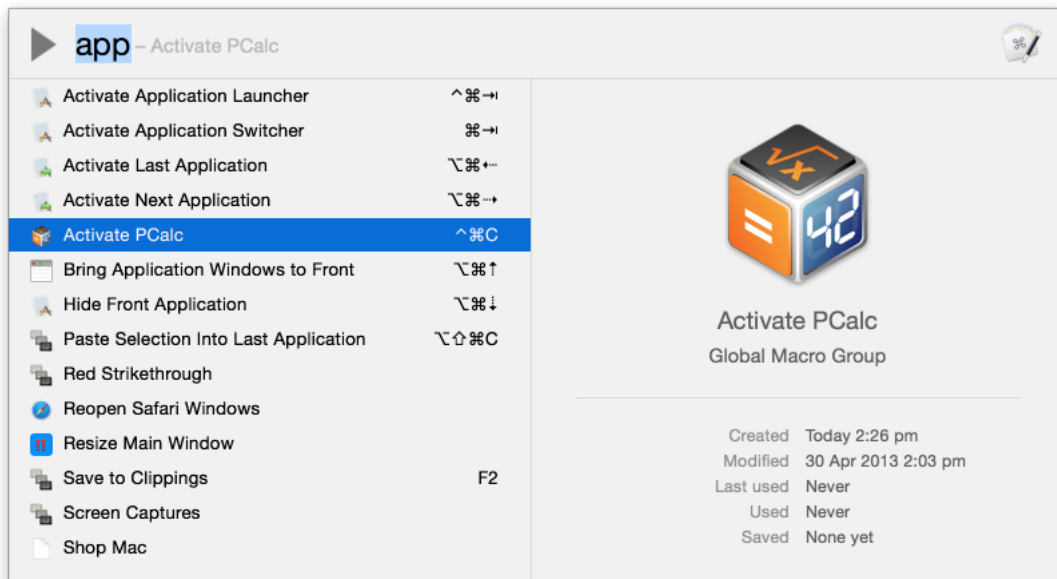 app – Activate PCalc
Activate Application Launcher ^⌘⇥
Activate Application Switcher ⌘⇥
Activate Last Application ⌥⌘⇠
Activate Next Application ⌥⌘⇢
Activate PCalc ^⌘C
Bring Application Windows to Front ⌥⌘⇡
Hide Front Application ⌥⌘⇣
Paste Selection Into Last Application ⌥⇧⌘C
Red Strikethrough
Reopen Safari Windows
Resize Main Window
Save to Clippings F2
Screen Captures
Shop Mac
√x
=
42
Activate PCalc
Global Macro Group
Created Today 2:26 pm
Modified 30 Apr 2013 2:03 pm
Last used Never
Used Never
Saved None yet